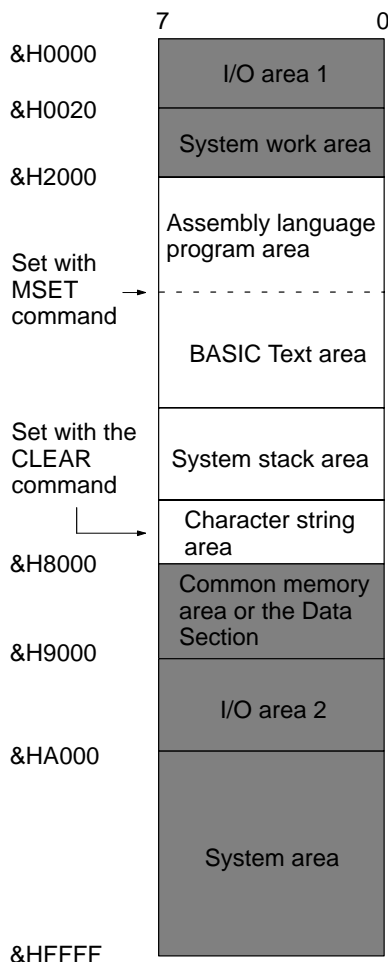 7 0
&H0000
I/O area 1
&H0020
System work area
&H2000
Assembly language
program area
Set with
MSET
command
BASIC Text area
Set with the
CLEAR
command
System stack area
Character string
area
&H8000
Common memory
area or the Data
Section
&H9000
I/O area 2
&HA000
System area
&HFFFF